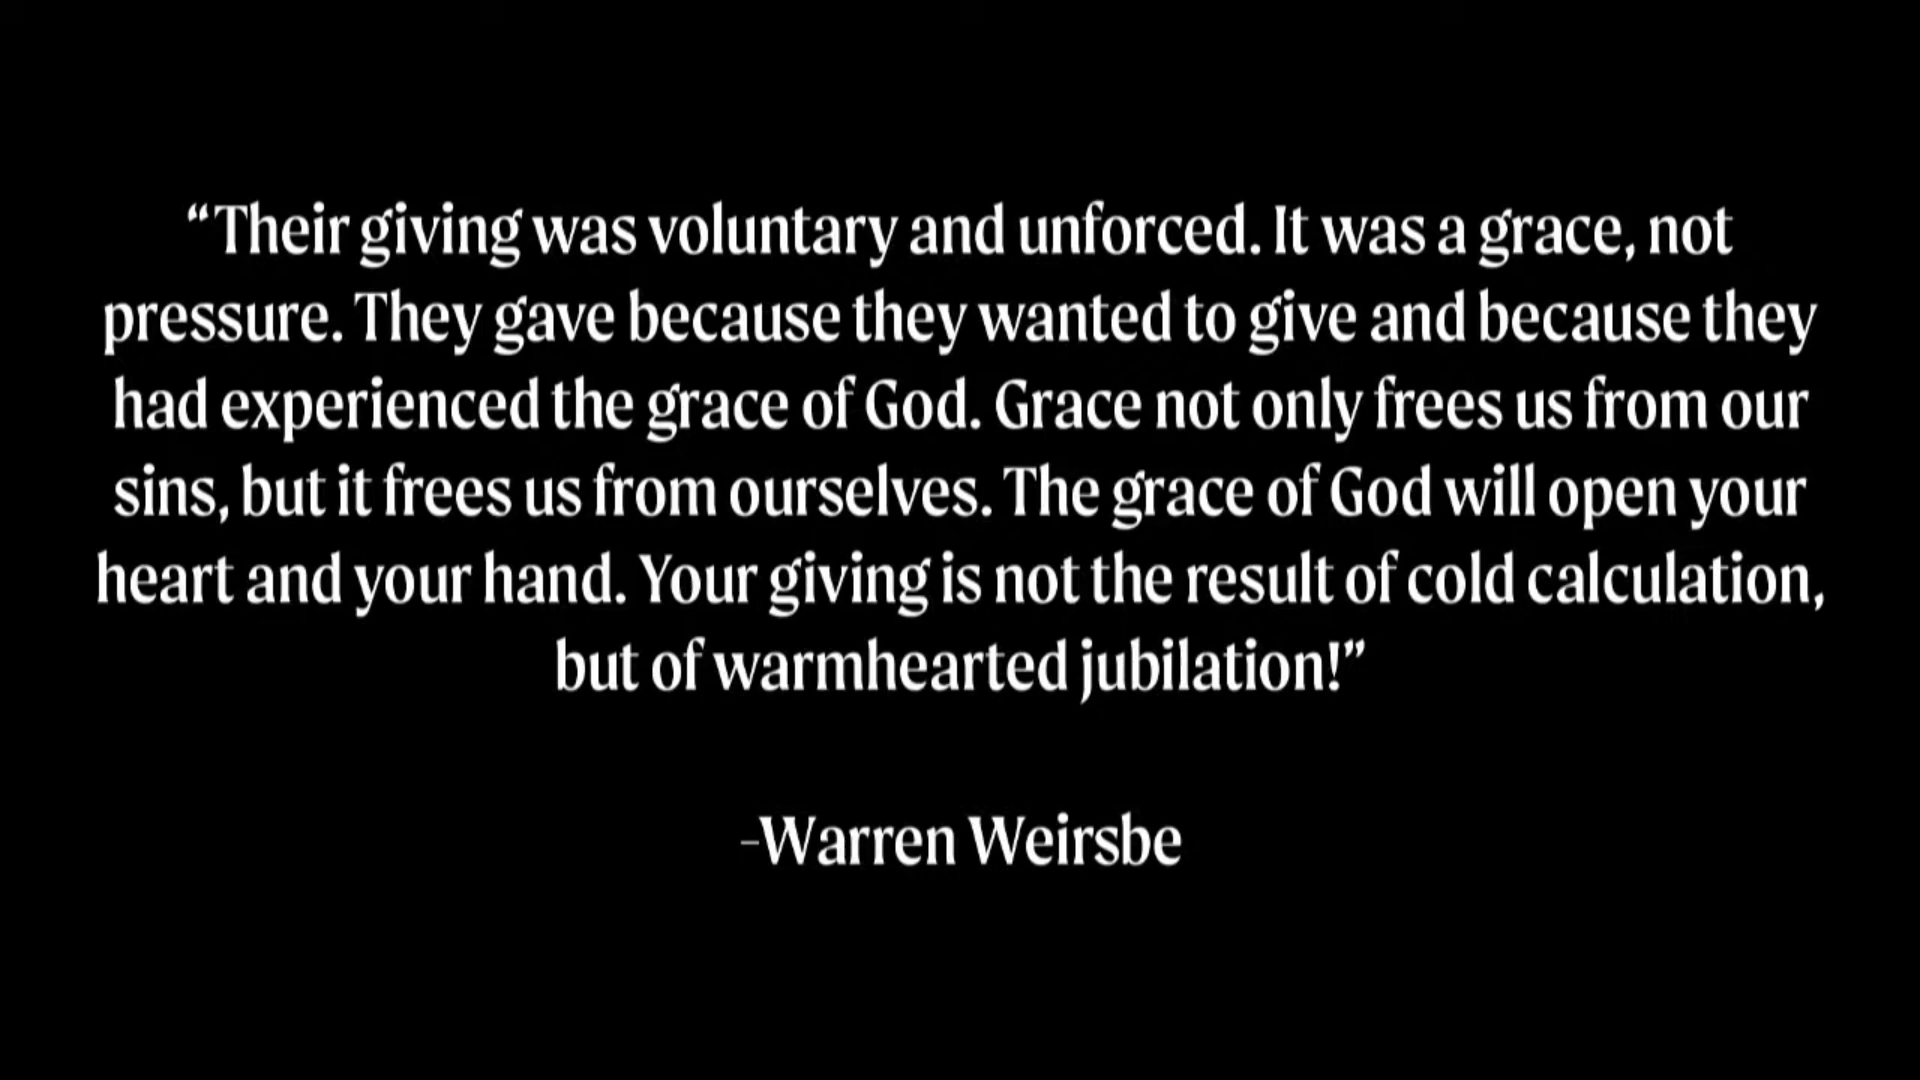 “Their giving was voluntary and unforced. It was a grace, not
pressure. They gave because they wanted to give and because they
had experienced the grace of God. Grace not only frees us from our
sins, but it frees us from ourselves. The grace of God will open your
heart and your hand. Your giving is not the result of cold calculation,
but of warmhearted jubilation!”
-Warren Weirsbe